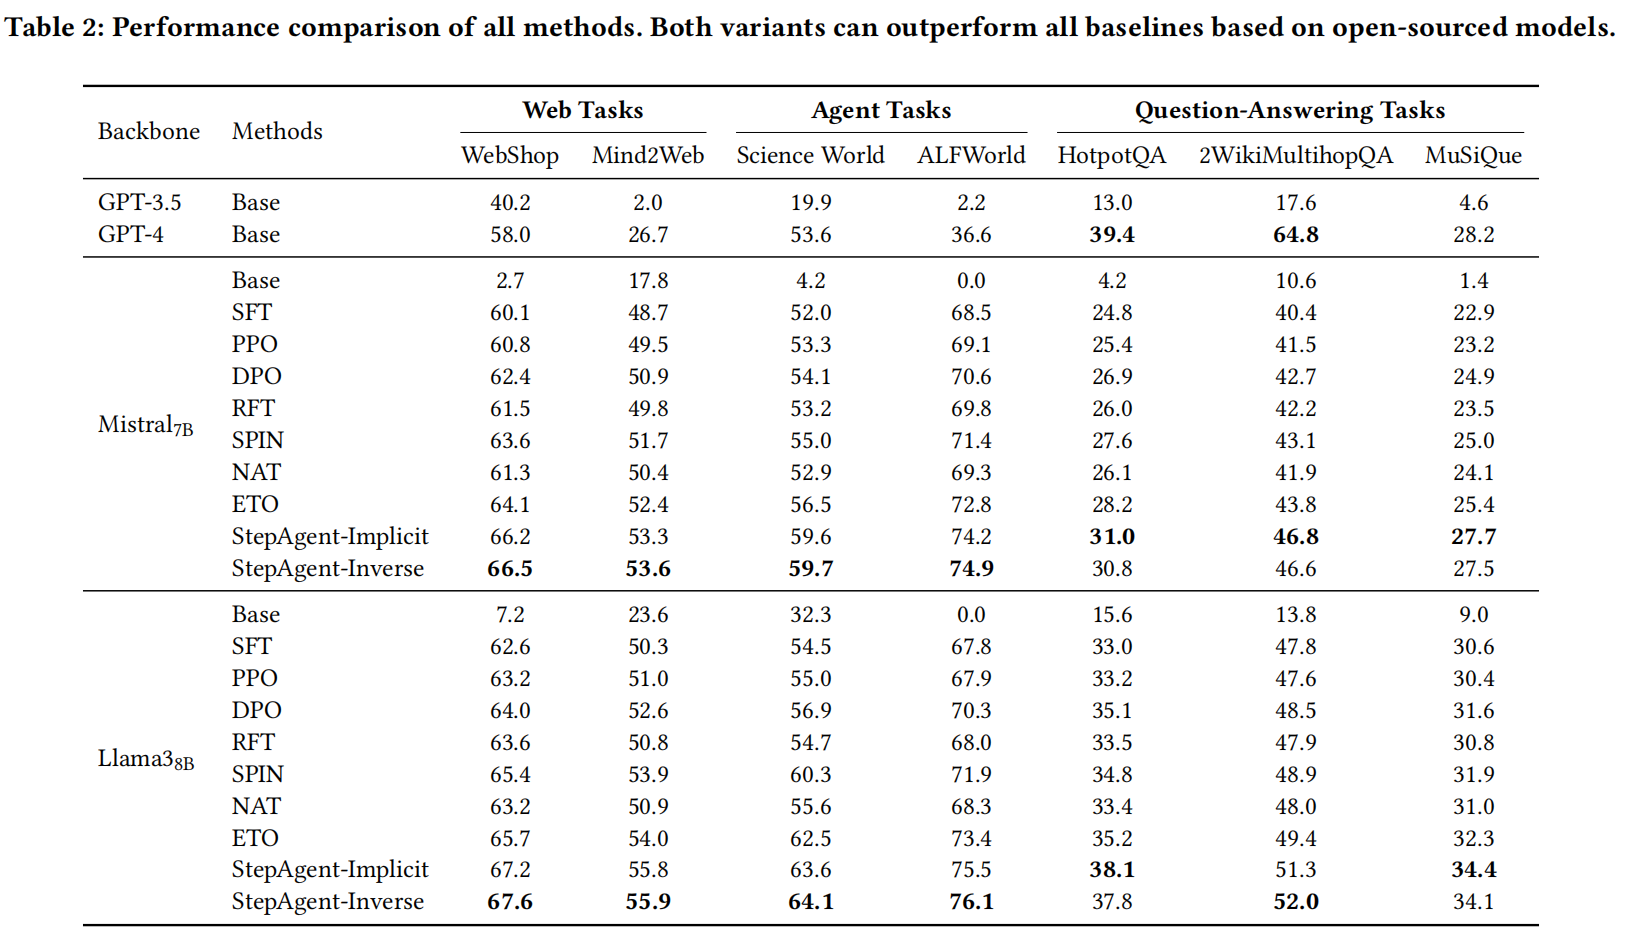 Table 2: Performance comparison of all methods. Both variants can outperform all baselines based on open-sourced models.
Backbone Methods Web Tasks Agent Tasks Question-Answering Tasks
WebShop Mind2Web Science World ALFWorld HotpotQA 2WikiMultihopQA MuSiQue
GPT-3.5 Base 40.2 2.0 19.9 2.2 13.0 17.6 4.6
GPT-4 Base 58.0 26.7 53.6 36.6 39.4 64.8 28.2
Mistral7B
Base 2.7 17.8 4.2 0.0 4.2 10.6 1.4
SFT 60.1 48.7 52.0 68.5 24.8 40.4 22.9
PPO 60.8 49.5 53.3 69.1 25.4 41.5 23.2
DPO 62.4 50.9 54.1 70.6 26.9 42.7 24.9
RFT 61.5 49.8 53.2 69.8 26.0 42.2 23.5
SPIN 63.6 51.7 55.0 71.4 27.6 43.1 25.0
NAT 61.3 50.4 52.9 69.3 26.1 41.9 24.1
ETO 64.1 52.4 56.5 72.8 28.2 43.8 25.4
StepAgent-Implicit 66.2 53.3 59.6 74.2 31.0 46.8 27.7
StepAgent-Inverse 66.5 53.6 59.7 74.9 30.8 46.6 27.5
Llama38B
Base 7.2 23.6 32.3 0.0 15.6 13.8 9.0
SFT 62.6 50.3 54.5 67.8 33.0 47.8 30.6
PPO 63.2 51.0 55.0 67.9 33.2 47.6 30.4
DPO 64.0 52.6 56.9 70.3 35.1 48.5 31.6
RFT 63.6 50.8 54.7 68.0 33.5 47.9 30.8
SPIN 65.4 53.9 60.3 71.9 34.8 48.9 31.9
NAT 63.2 50.9 55.6 68.3 33.4 48.0 31.0
ETO 65.7 54.0 62.5 73.4 35.2 49.4 32.3
StepAgent-Implicit 67.2 55.8 63.6 75.5 38.1 51.3 34.4
StepAgent-Inverse 67.6 55.9 64.1 76.1 37.8 52.0 34.1